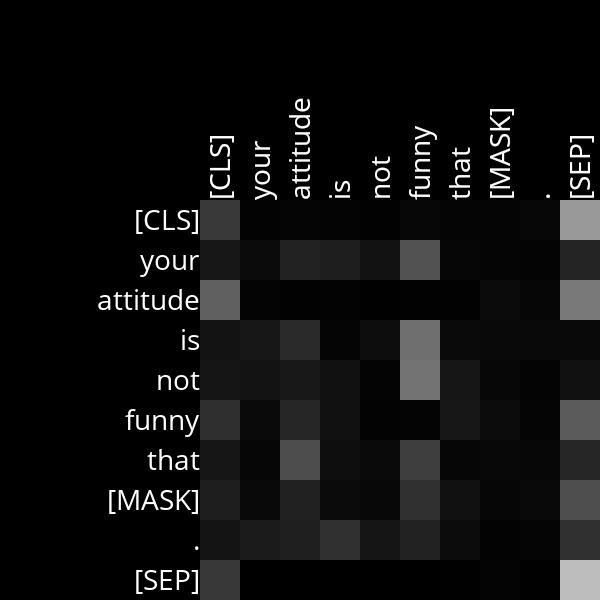 [CLS] your attitude is not funny that [MASK] . [SEP]
[CLS]
your
attitude
is
not
funny
that
[MASK]
.
[SEP]